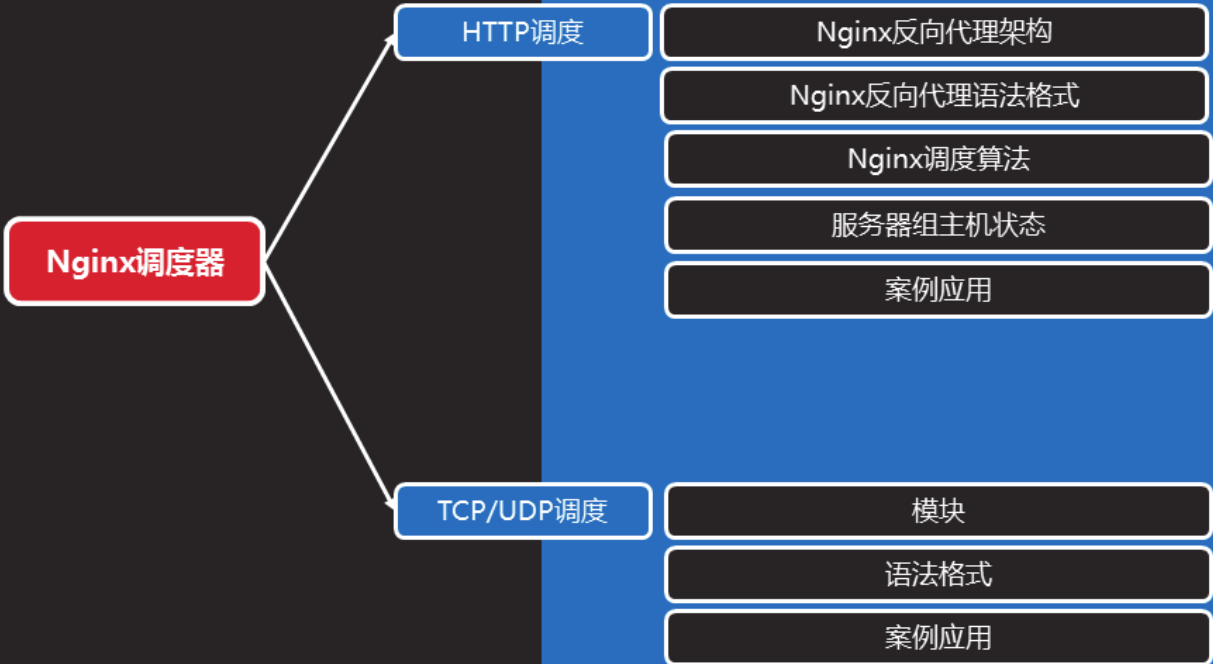 HTTP调度
Nginx反向代理架构
Nginx反向代理语法格式
Nginx调度算法
服务器组主机状态
案例应用
Nginx调度器
TCP/UDP调度
模块
语法格式
案例应用